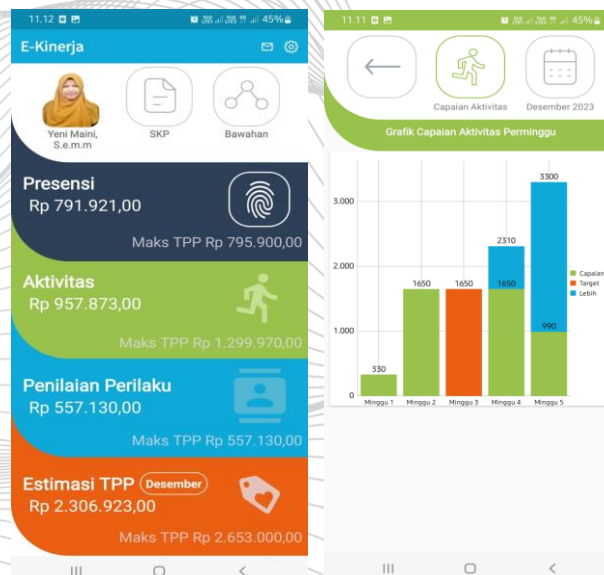 11.12
45%
E-Kinerja
Yeni Maini,
S.e.m.m
SKP
Bawahan
Presensi
Rp 791.921,00
Maks TPP Rp 795.900,00
Aktivitas
Rp 957.873,00
Maks TPP Rp 1.299.970,00
Penilaian Perilaku
Rp 557.130,00
Maks TPP Rp 557.130,00
Estimasi TPP
Desember
Rp 2.306.923,00
Maks TPP Rp 2.653.000,00
11.11
45%
Capaian Aktivitas
Desember 2023
Grafik Capaian Aktivitas Perminggu
3.000
2.000
1.000
0
330
1650
1650
2310
1650
3300
990
Minggu 1
Minggu 2
Minggu 3
Minggu 4
Minggu 5
Capaian
Target
Lebih